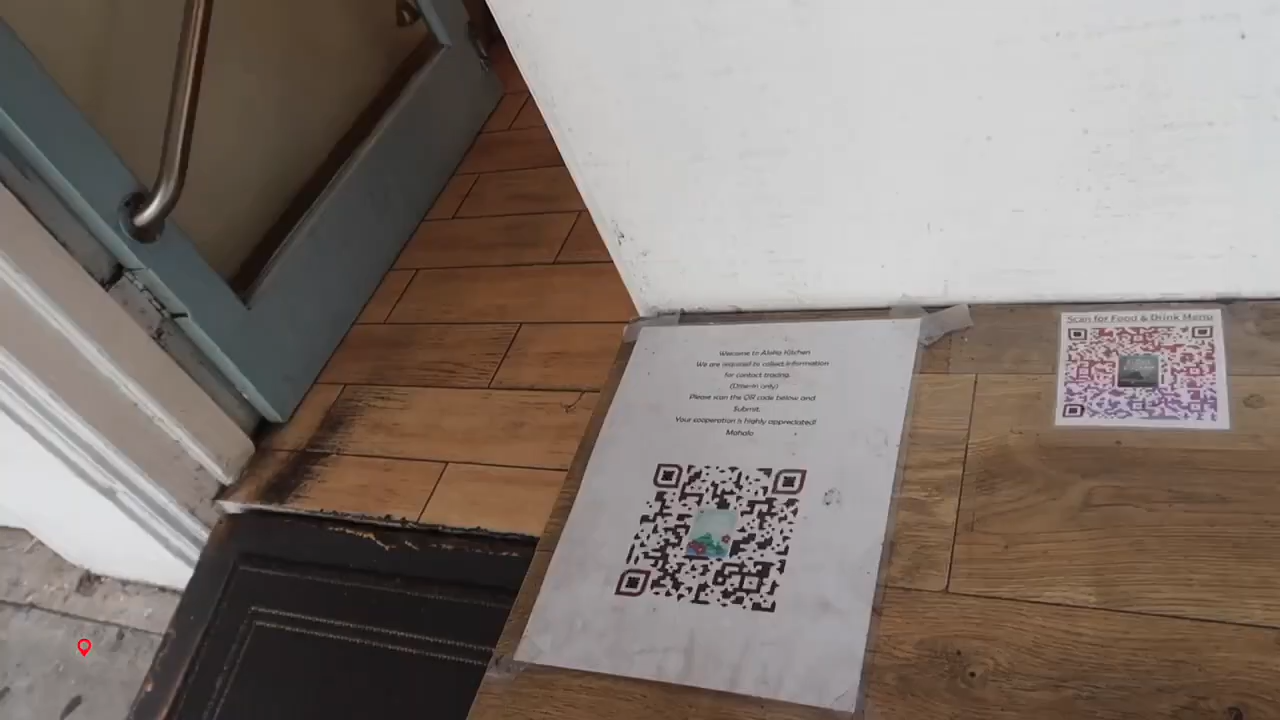 Welcome to Aloha Kitchen
We are required to collect information
for contact tracing.
(Dine-in only)
Please scan the QR code below and
Submit.
Your cooperation is highly appreciated!
Mahalo
Scan for Food & Drink Menu